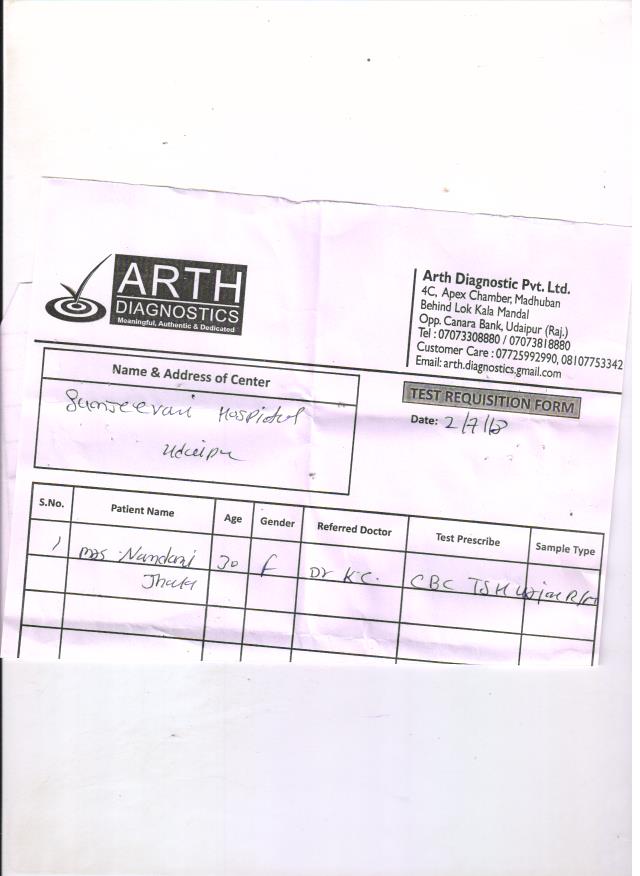 ARTH
DIAGNOSTICS
Meaningful, Authentic & Dedicated
Arth Diagnostic Pvt. Ltd.
4C, Apex Chamber, Madhuban
Behind Lok Kala Mandal
Opp. Canara Bank, Udaipur (Raj.)
Tel : 07073308880 / 07073818880
Customer Care : 07725992990, 08107753342
Email: arth.diagnostics.gmail.com
Name & Address of Center
Hospital
TEST REQUISITION FORM
Date: 2/7/18
S.No. Patient Name Age Gender Referred Doctor Test Prescribe Sample Type
1 Mrs. Nandani 30 F Dr K.C. CBC TSH